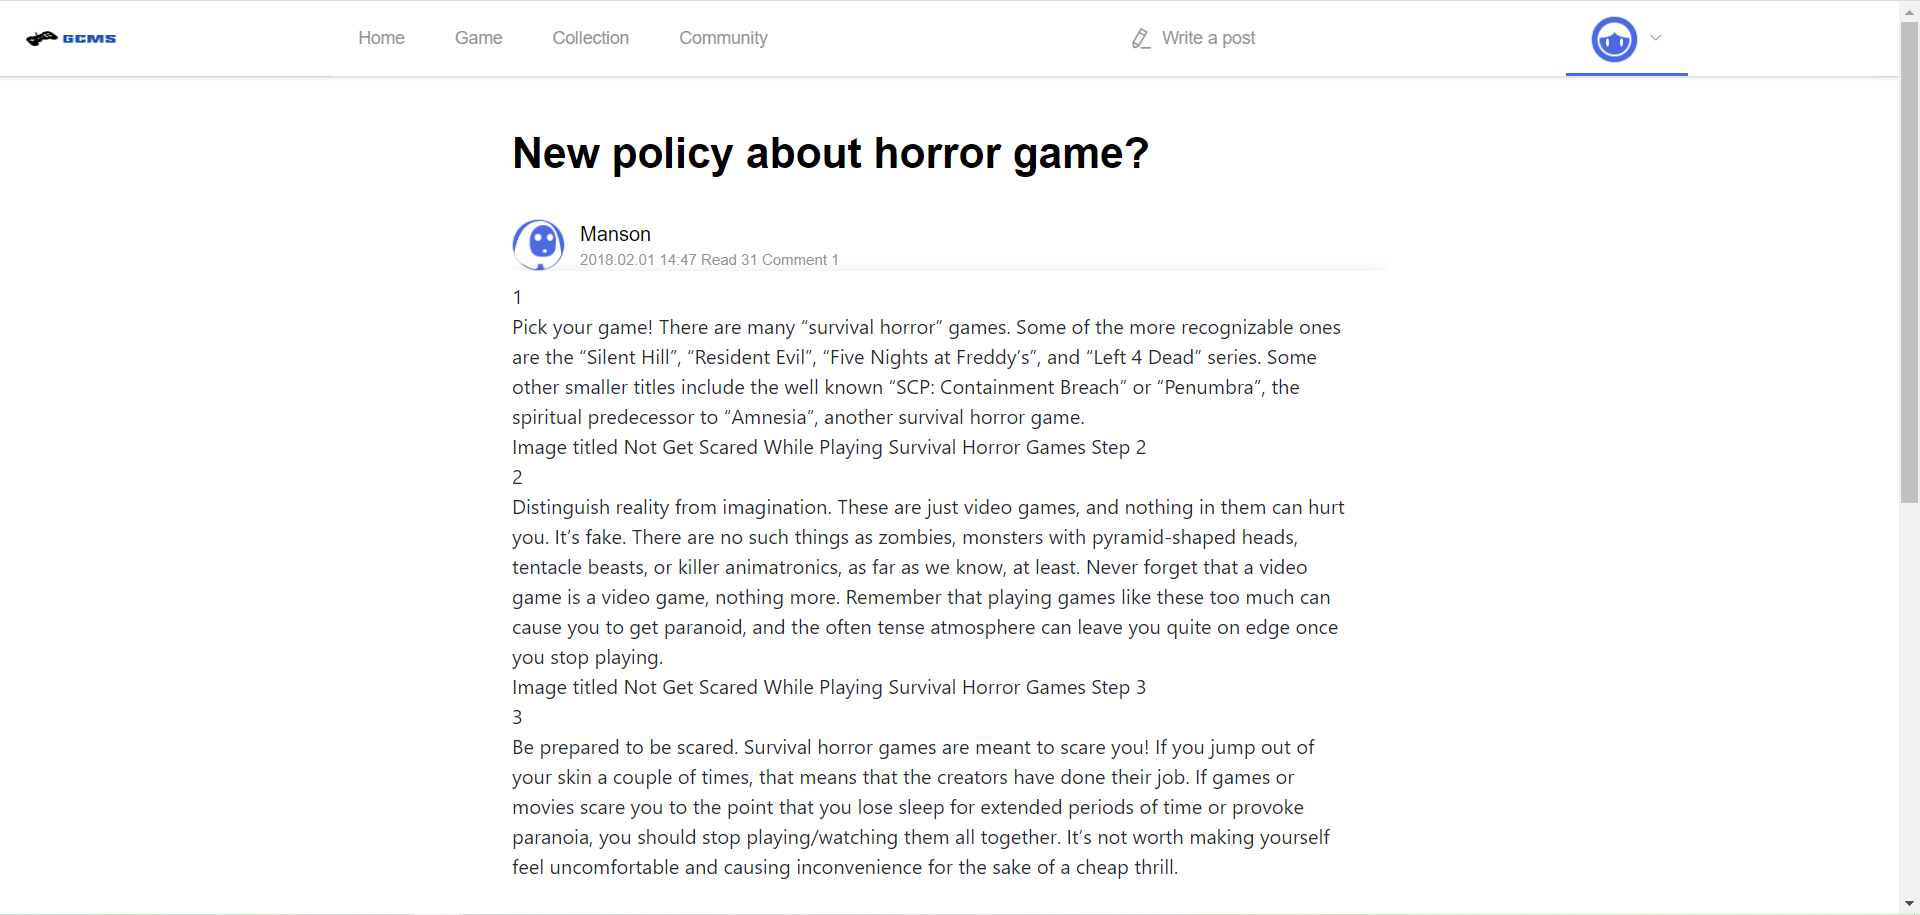 GCMS
Home
Game
Collection
Community
Write a post
New policy about horror game?
Manson
2018.02.01 14:47 Read 31 Comment 1
1
Pick your game! There are many “survival horror” games. Some of the more recognizable ones
are the “Silent Hill”, “Resident Evil”, “Five Nights at Freddy’s”, and “Left 4 Dead” series. Some
other smaller titles include the well known “SCP: Containment Breach” or “Penumbra”, the
spiritual predecessor to “Amnesia”, another survival horror game.
Image titled Not Get Scared While Playing Survival Horror Games Step 2
2
Distinguish reality from imagination. These are just video games, and nothing in them can hurt
you. It’s fake. There are no such things as zombies, monsters with pyramid-shaped heads,
tentacle beasts, or killer animatronics, as far as we know, at least. Never forget that a video
game is a video game, nothing more. Remember that playing games like these too much can
cause you to get paranoid, and the often tense atmosphere can leave you quite on edge once
you stop playing.
Image titled Not Get Scared While Playing Survival Horror Games Step 3
3
Be prepared to be scared. Survival horror games are meant to scare you! If you jump out of
your skin a couple of times, that means that the creators have done their job. If games or
movies scare you to the point that you lose sleep for extended periods of time or provoke
paranoia, you should stop playing/watching them all together. It’s not worth making yourself
feel uncomfortable and causing inconvenience for the sake of a cheap thrill.